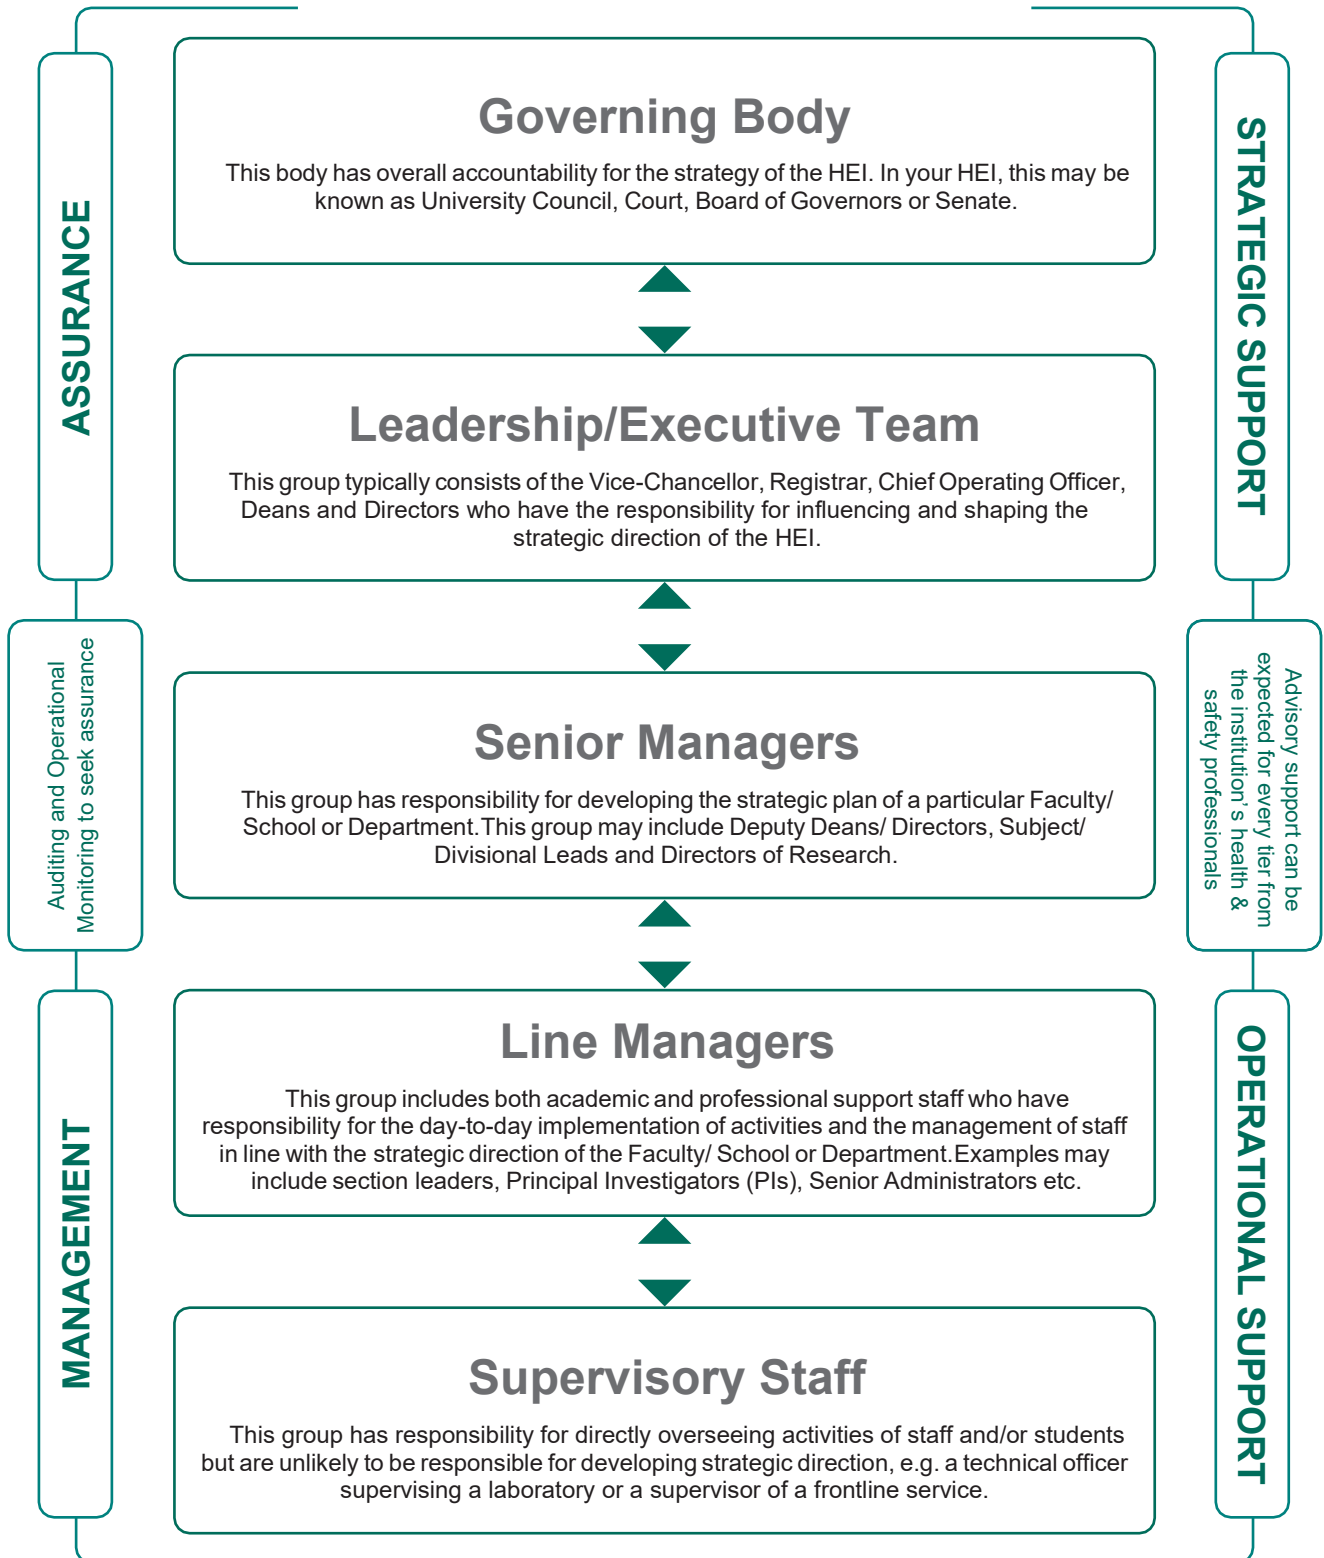 ASSURANCE
Auditing and Operational
Monitoring to seek assurance
MANAGEMENT
Governing Body
This body has overall accountability for the strategy of the HEI. In your HEI, this may be
known as University Council, Court, Board of Governors or Senate.
Leadership/Executive Team
This group typically consists of the Vice-Chancellor, Registrar, Chief Operating Officer,
Deans and Directors who have the responsibility for influencing and shaping the
strategic direction of the HEI.
Senior Managers
This group has responsibility for developing the strategic plan of a particular Faculty/
School or Department.This group may include Deputy Deans/ Directors, Subject/
Divisional Leads and Directors of Research.
Line Managers
This group includes both academic and professional support staff who have
responsibility for the day-to-day implementation of activities and the management of staff
in line with the strategic direction of the Faculty/ School or Department.Examples may
include section leaders, Principal Investigators (PIs), Senior Administrators etc.
Supervisory Staff
This group has responsibility for directly overseeing activities of staff and/or students
but are unlikely to be responsible for developing strategic direction, e.g. a technical officer
supervising a laboratory or a supervisor of a frontline service.
STRATEGIC SUPPORT
Advisory support can be
expected for every tier from
the institution's health &
safety professionals
OPERATIONAL SUPPORT